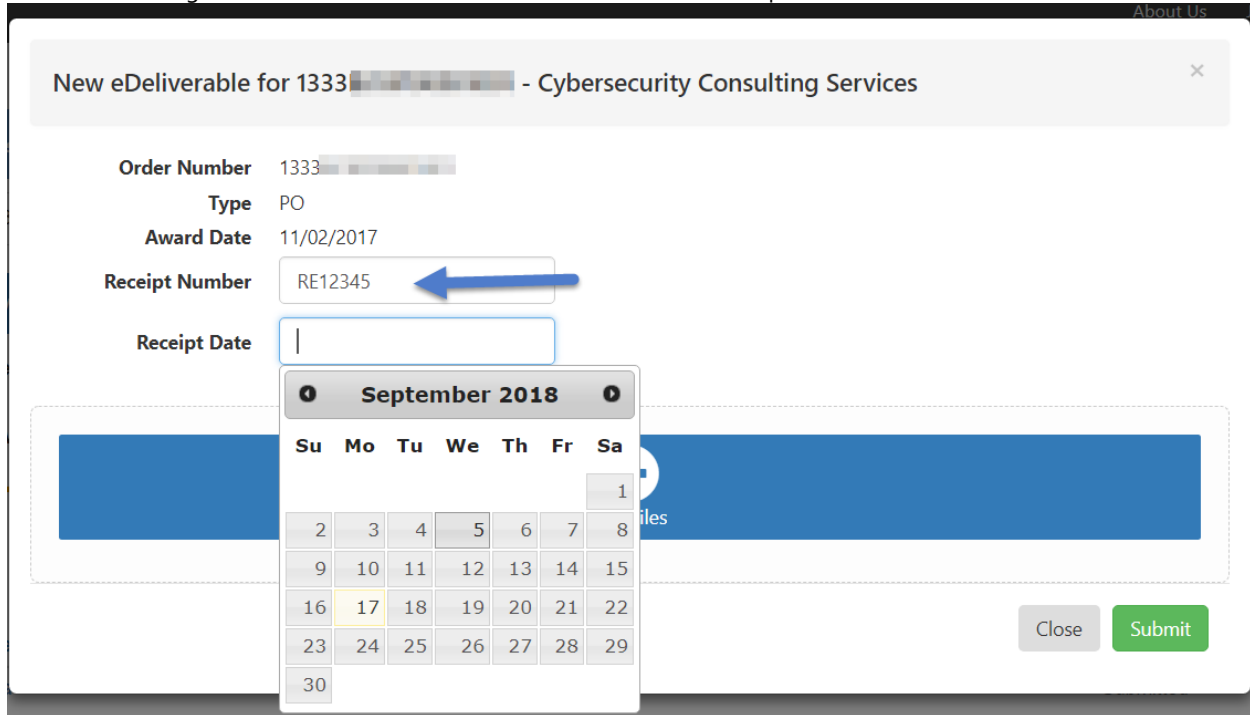 About Us
New eDeliverable for 1333 - Cybersecurity Consulting Services
×
Order Number 1333
Type PO
Award Date 11/02/2017
Receipt Number RE12345
Receipt Date
September 2018
Su Mo Tu We Th Fr Sa
1
iles
2 3 4 5 6 7 8
9 10 11 12 13 14 15
16 17 18 19 20 21 22
23 24 25 26 27 28 29
30
Close Submit